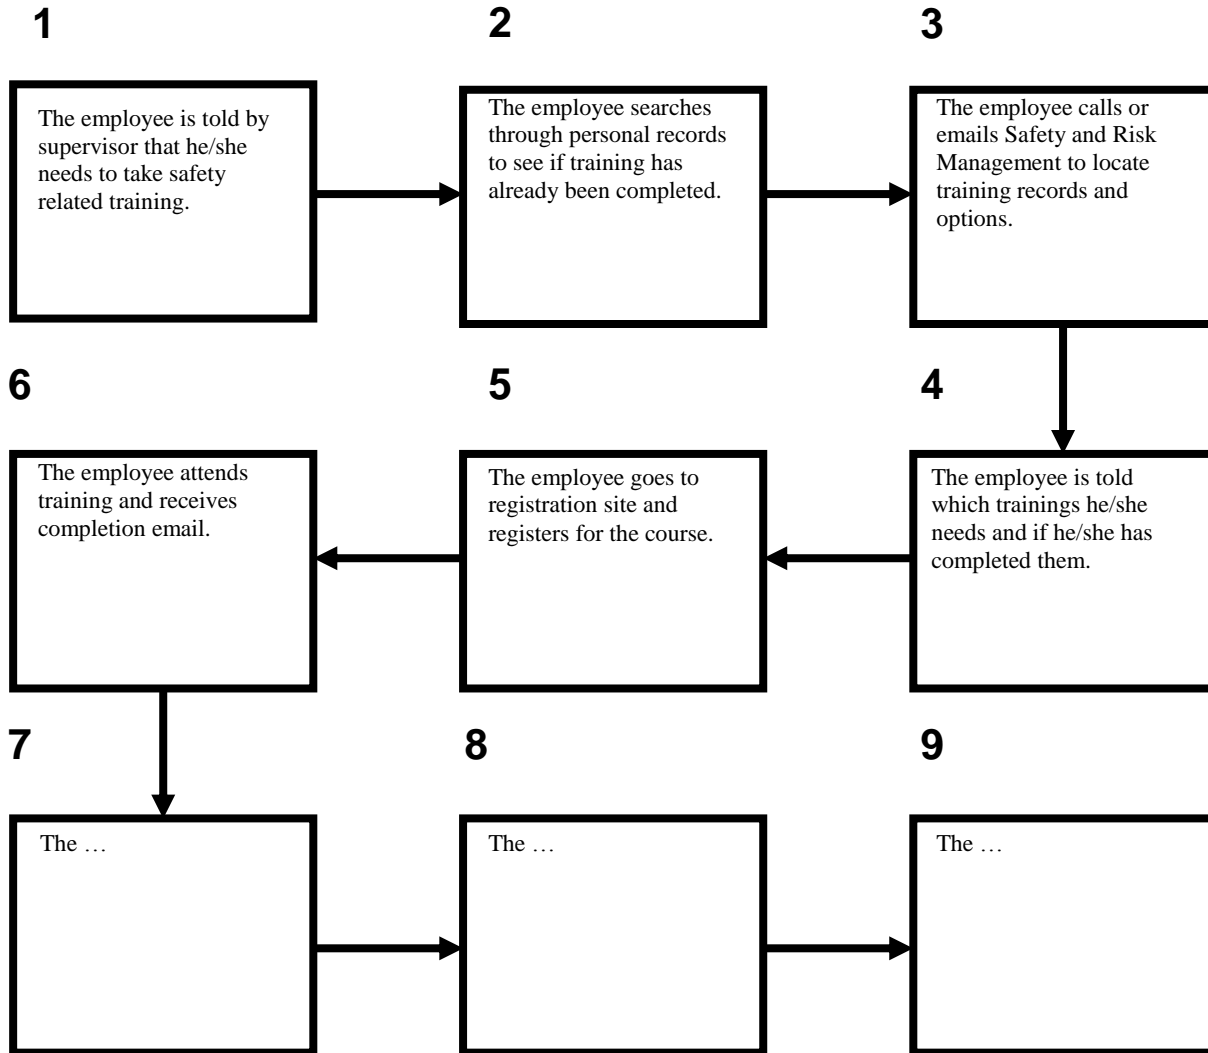 1
The employee is told by
supervisor that he/she
needs to take safety
related training.
2
The employee searches
through personal records
to see if training has
already been completed.
3
The employee calls or
emails Safety and Risk
Management to locate
training records and
options.
4
The employee is told
which trainings he/she
needs and if he/she has
completed them.
5
The employee goes to
registration site and
registers for the course.
6
The employee attends
training and receives
completion email.
7
The …
8
The …
9
The …